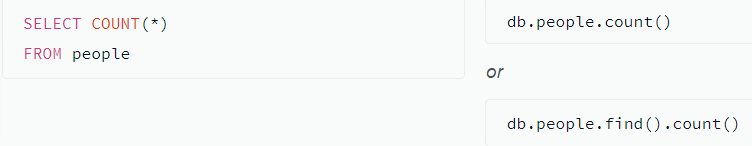 SELECT COUNT(*)
FROM people
db.people.count()
or
db.people.find().count()